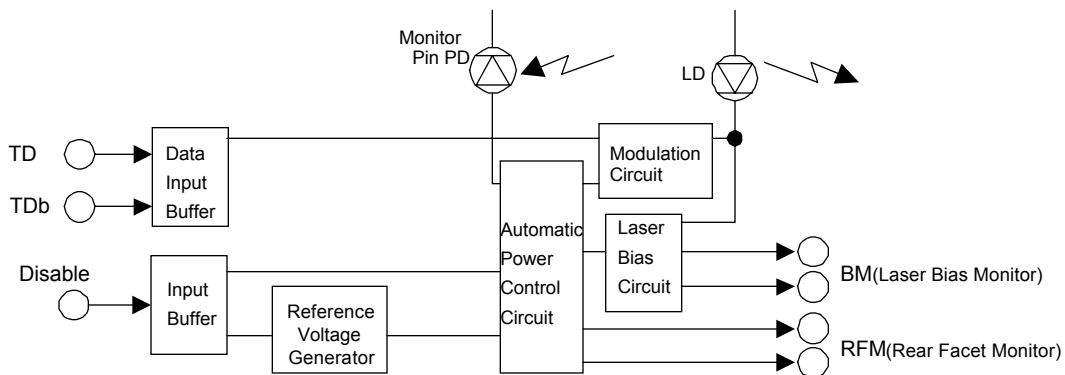 Monitor
Pin PD
LD
TD
TDb
Data
Input
Buffer
Modulation
Circuit
Automatic
Power
Control
Circuit
Laser
Bias
Circuit
Disable
Input
Buffer
Reference
Voltage
Generator
BM(Laser Bias Monitor)
RFM(Rear Facet Monitor)